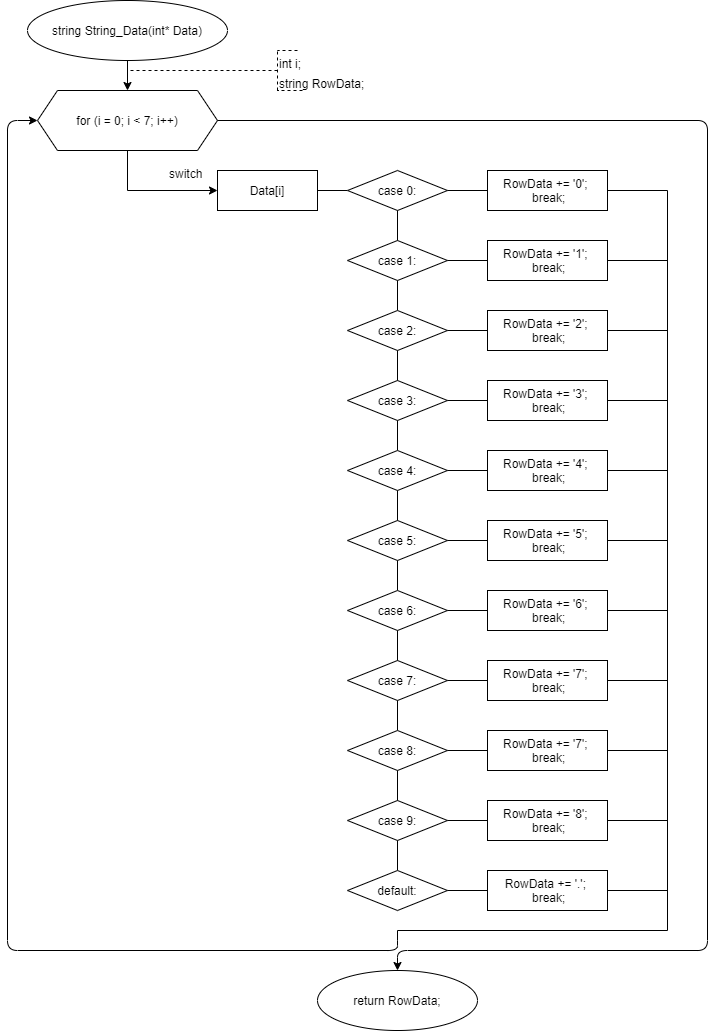 string String_Data(int* Data)
int i;
string RowData;
for (i = 0; i < 7; i++)
switch
Data[i]
case 0:
RowData += '0';
break;
case 1:
RowData += '1';
break;
case 2:
RowData += '2';
break;
case 3:
RowData += '3';
break;
case 4:
RowData += '4';
break;
case 5:
RowData += '5';
break;
case 6:
RowData += '6';
break;
case 7:
RowData += '7';
break;
case 8:
RowData += '7';
break;
case 9:
RowData += '8';
break;
default:
RowData += '.';
break;
return RowData;